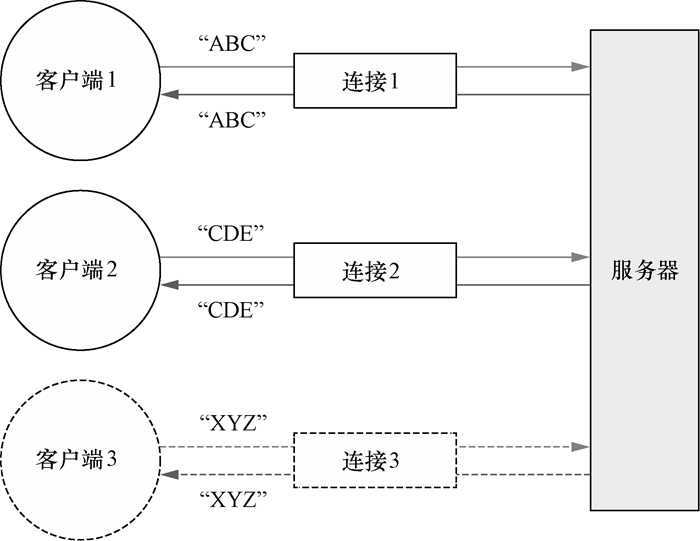 “ABC”
客户端1
连接1
“ABC”
“CDE”
客户端2
连接2
服务器
“CDE”
“XYZ”
客户端3
连接3
“XYZ”